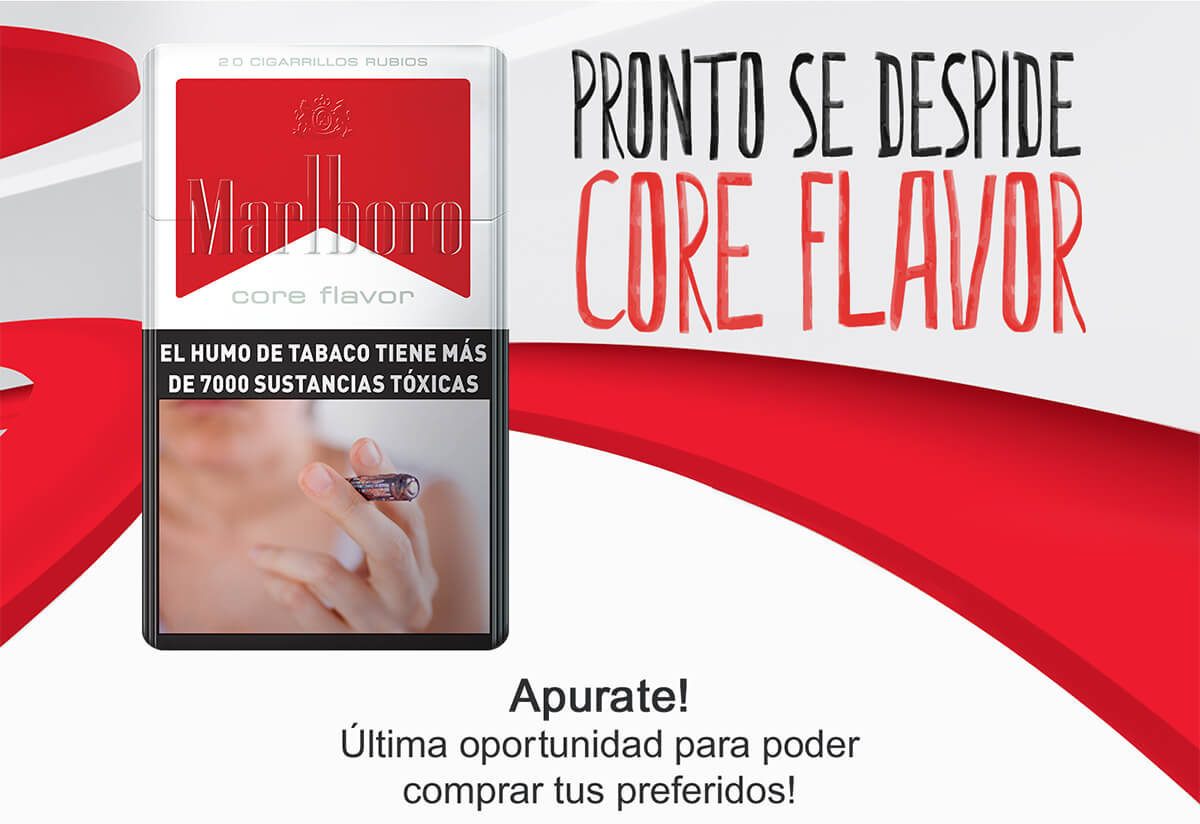 20 CIGARRILLOS RUBIOS
Marlboro
core flavor
EL HUMO DE TABACO TIENE MÁS
DE 7000 SUSTANCIAS TÓXICAS
PRONTO SE DESPIDE
CORE FLAVOR
Apurate!
Última oportunidad para poder
comprar tus preferidos!